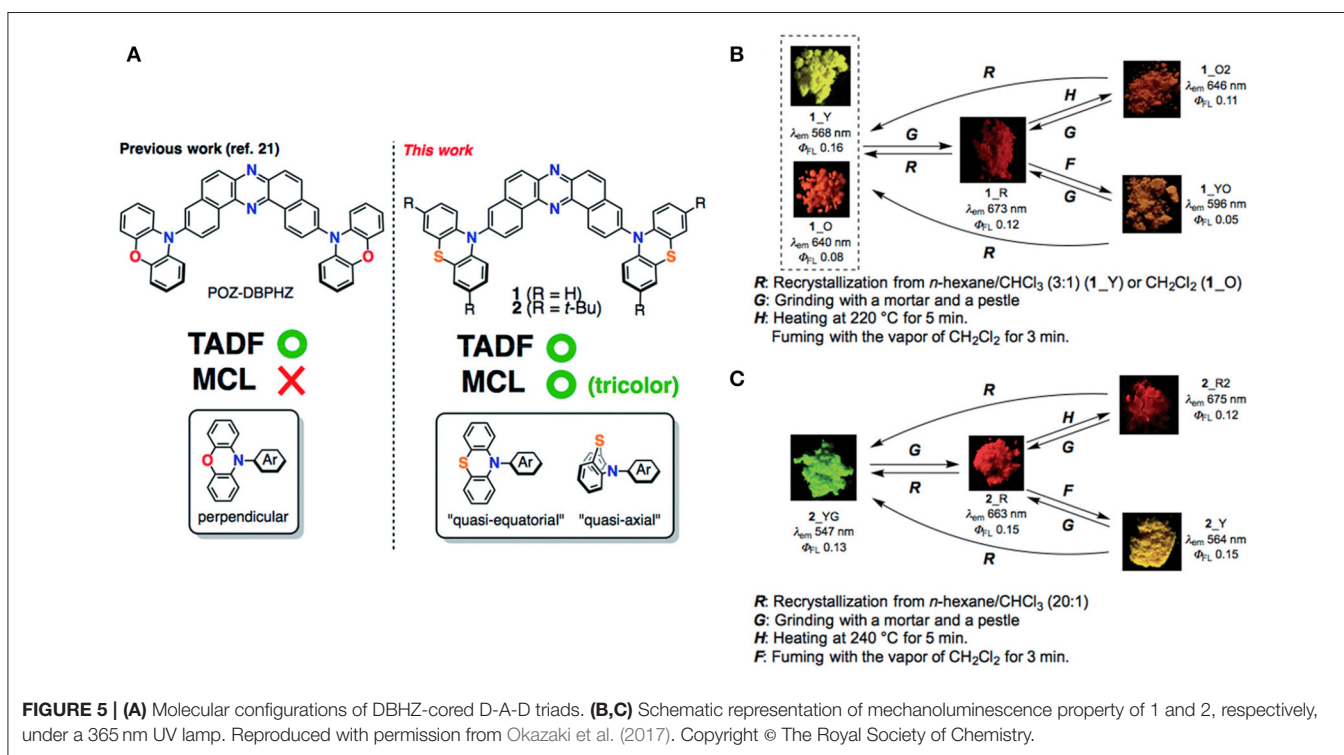 A
Previous work (ref. 21)
This work
N
N
N
N
O
O
POZ-DBPHZ
R
R
N
N
N
N
S
S
R
R
1 (R = H)
2 (R = t-Bu)
TADF
MCL
TADF
MCL (tricolor)
O
N
Ar
perpendicular
S
N
Ar
"quasi-equatorial"
S
N
Ar
"quasi-axial"
B
1_Y
λem 568 nm
ΦFL 0.16
1_O
λem 640 nm
ΦFL 0.08
R
G
R
1_R
λem 673 nm
ΦFL 0.12
H
G
F
G
R
1_O2
λem 646 nm
ΦFL 0.11
1_YO
λem 596 nm
ΦFL 0.05
R: Recrystallization from n-hexane/CHCl3 (3:1) (1_Y) or CH2Cl2 (1_O)
G: Grinding with a mortar and a pestle
H: Heating at 220 °C for 5 min.
Fuming with the vapor of CH2Cl2 for 3 min.
C
2_YG
λem 547 nm
ΦFL 0.13
R
G
R
2_R
λem 663 nm
ΦFL 0.15
H
G
F
G
R
2_R2
λem 675 nm
ΦFL 0.12
2_Y
λem 564 nm
ΦFL 0.15
R: Recrystallization from n-hexane/CHCl3 (20:1)
G: Grinding with a mortar and a pestle
H: Heating at 240 °C for 5 min.
F: Fuming with the vapor of CH2Cl2 for 3 min.
FIGURE 5 | (A) Molecular configurations of DBHZ-cored D-A-D triads. (B,C) Schematic representation of mechanoluminescence property of 1 and 2, respectively,
under a 365 nm UV lamp. Reproduced with permission from Okazaki et al. (2017). Copyright © The Royal Society of Chemistry.